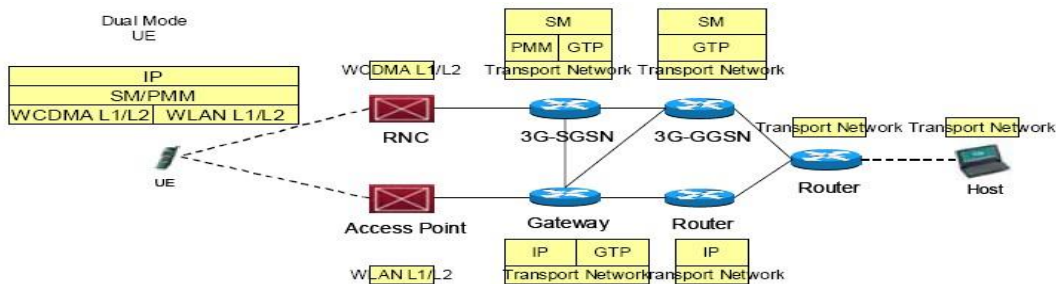 Dual Mode
UE
IP
SM/PMM
WCDMA L1/L2 WLAN L1/L2
UE
WCDMA L1/L2
RNC
SM
PMM GTP
Transport Network
3G-SGSN
SM
GTP
Transport Network
3G-GGSN
Transport Network
Router
Transport Network
Host
Access Point
WLAN L1/L2
Gateway
IP GTP
Transport Network
Router
IP
ransport Network